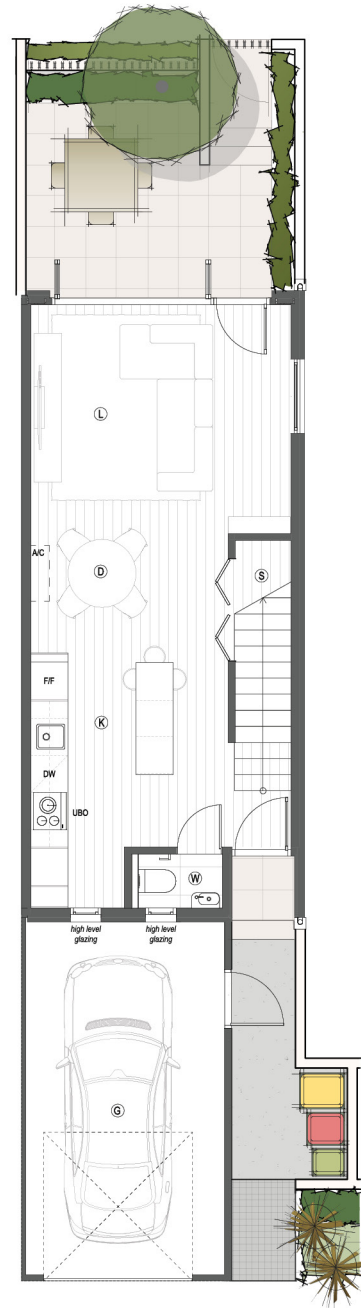 L
A/C
D
S
F/F
K
DW
UBO
W
high level
glazing
high level
glazing
G